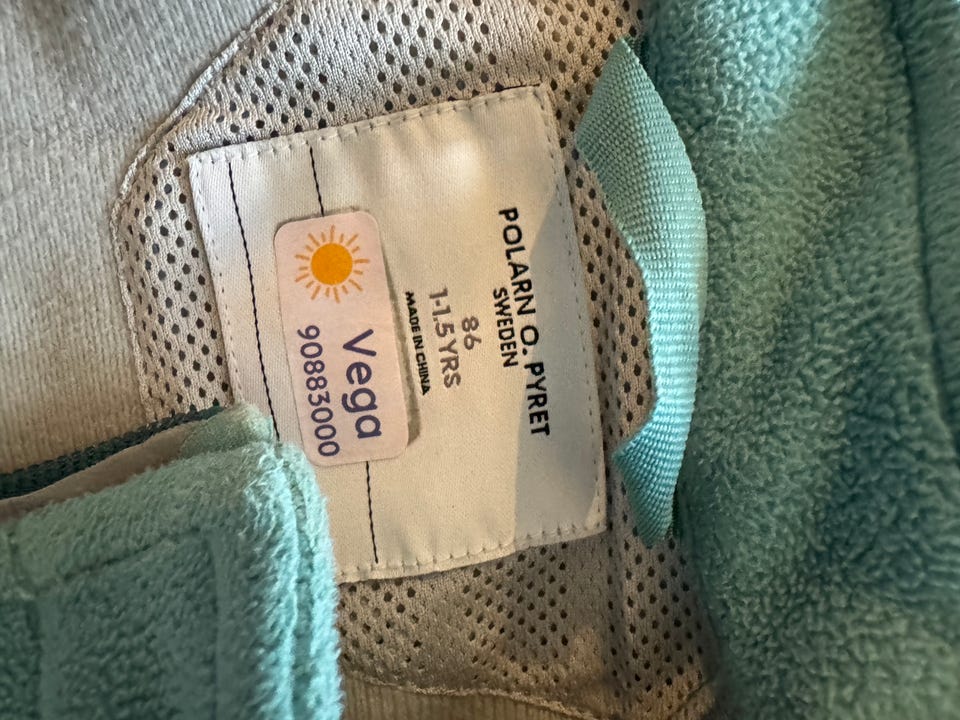 POLARN O. PYRET
SWEDEN
86
1-1.5 YRS
MADE IN CHINA
Vega
90883000